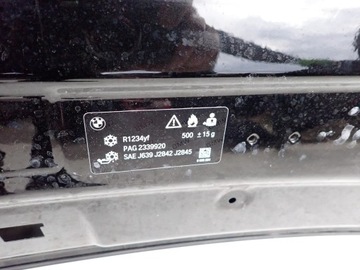 R1234yf 500 ± 15 g
PAG 2339920
SAE J639 J2842 J2845